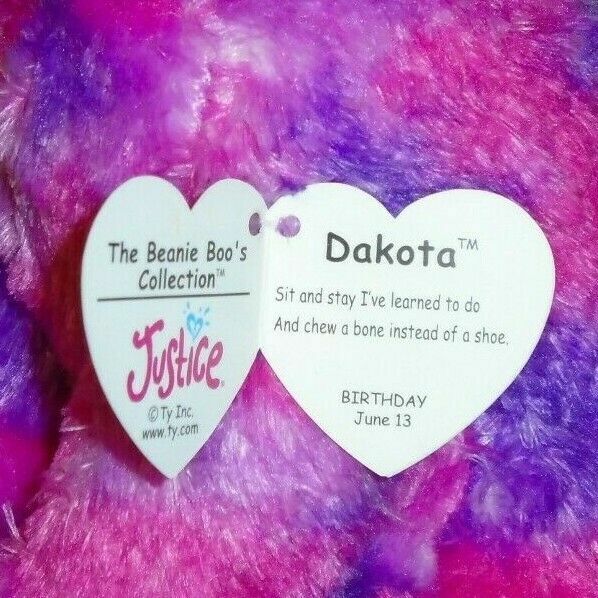 The Beanie Boo's
Collection™
Justice®
© Ty Inc.
www.ty.com
Dakota™
Sit and stay I've learned to do
And chew a bone instead of a shoe.
BIRTHDAY
June 13